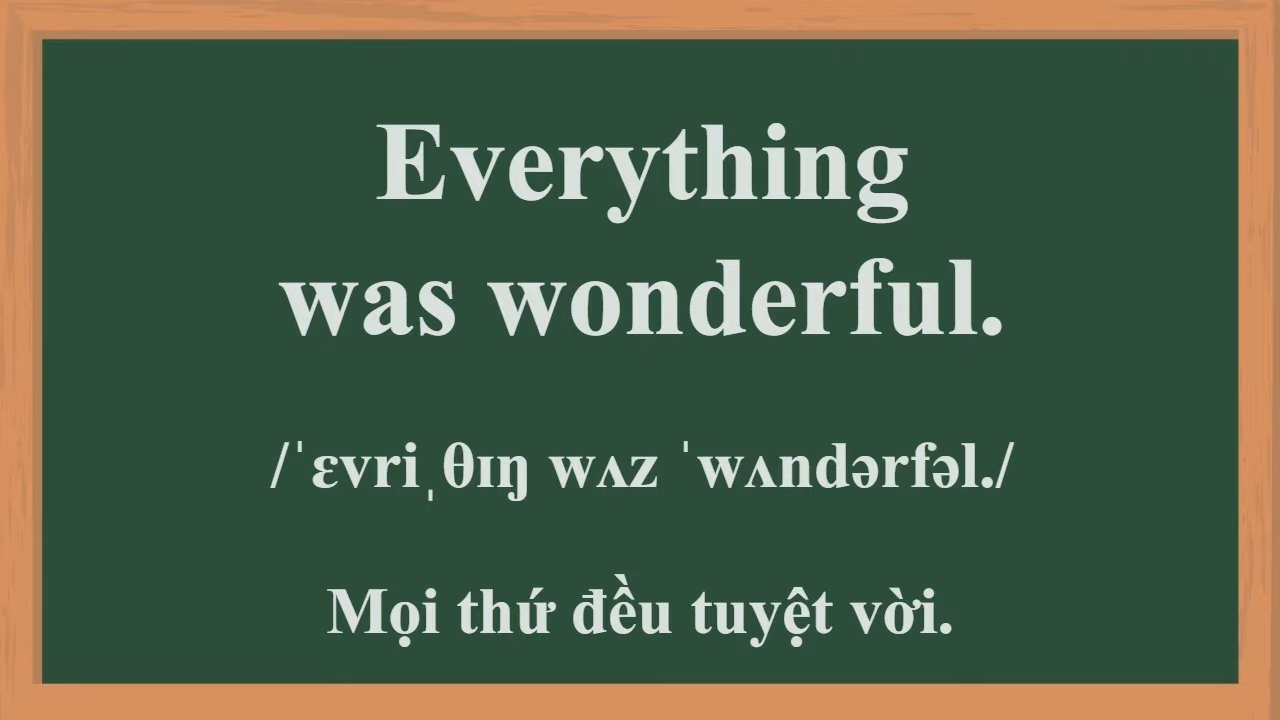 Everything
was wonderful.
/ˈɛvriˌθɪŋ wʌz ˈwʌndərfəl./
Mọi thứ đều tuyệt vời.